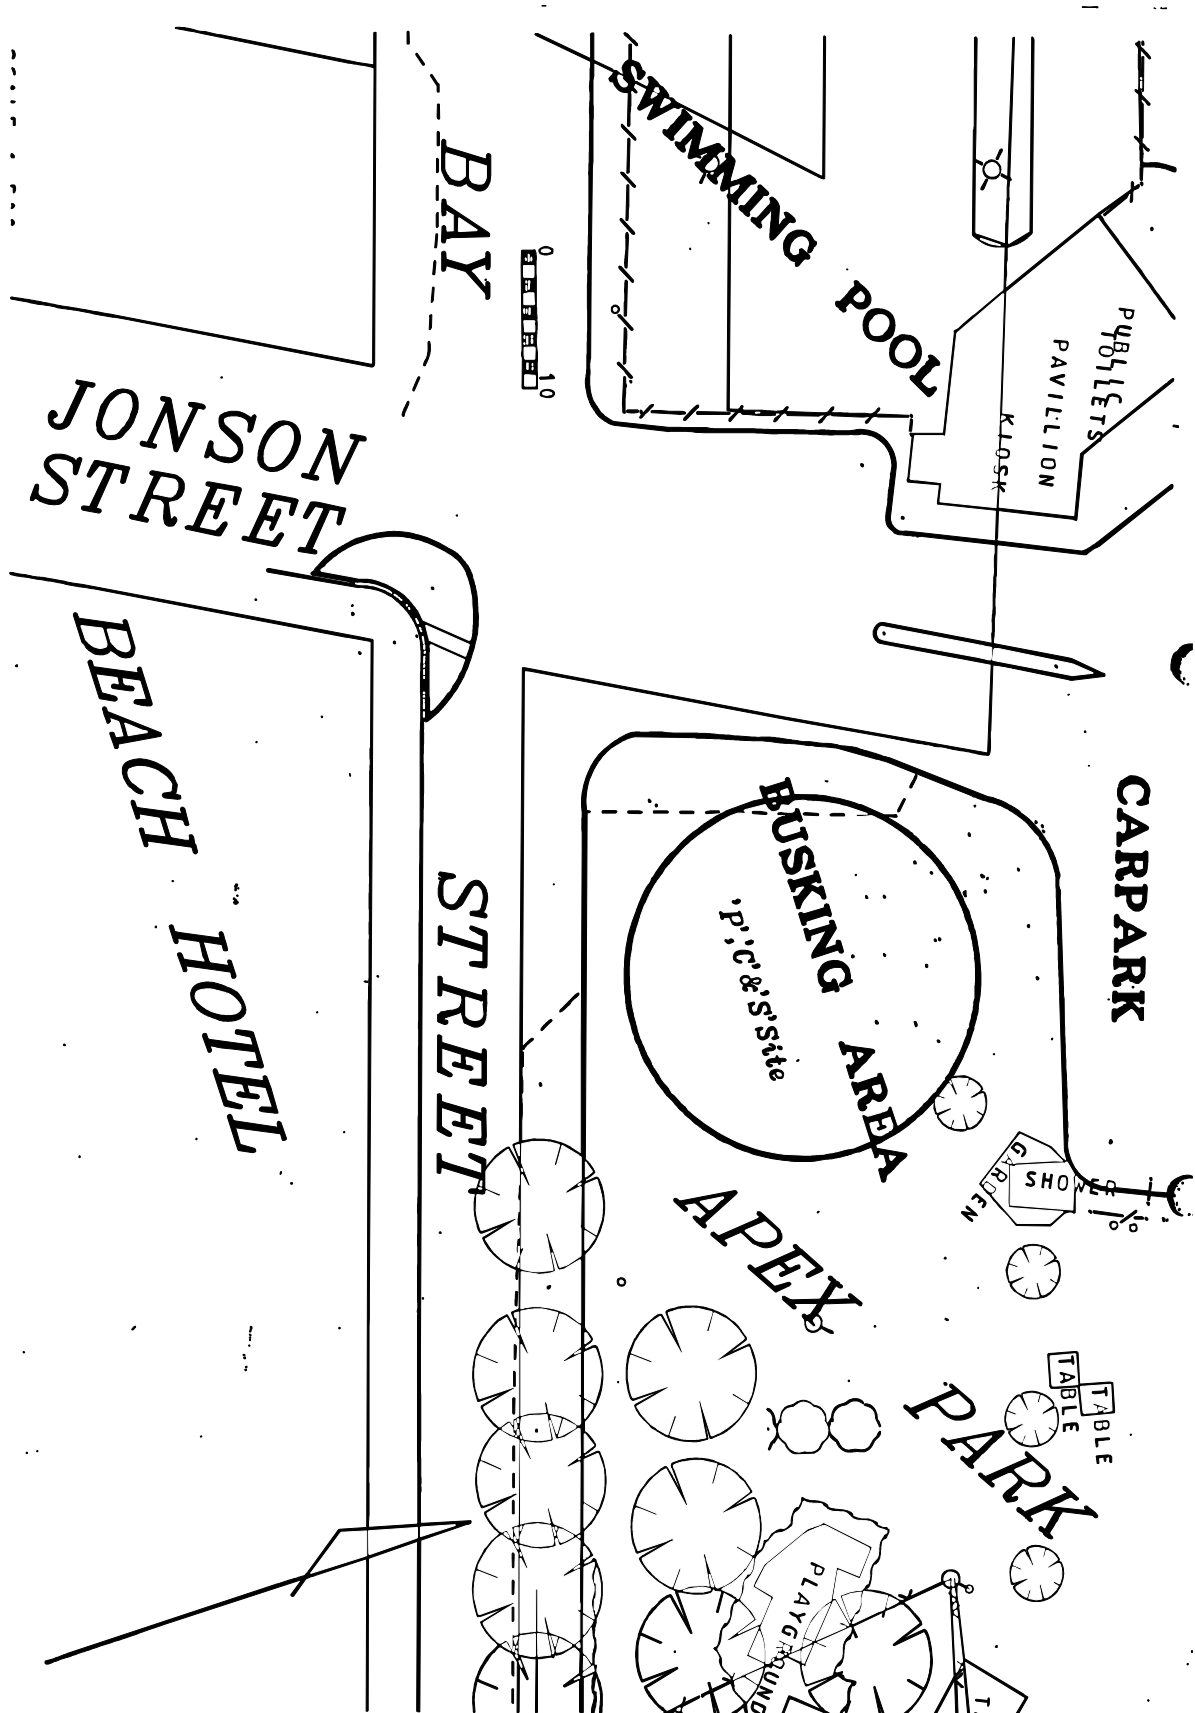 SWIMMING POOL
BAY
0
10
PUBLIC
TOILETS
PAVILION
KIOSK
JONSON
STREET
BEACH HOTEL
STREET
CARPARK
BUSKING AREA
'P','C'&'S'Site
GARDEN
SHOWER
APEX PARK
TABLE
TABLE
PLAYGROUND